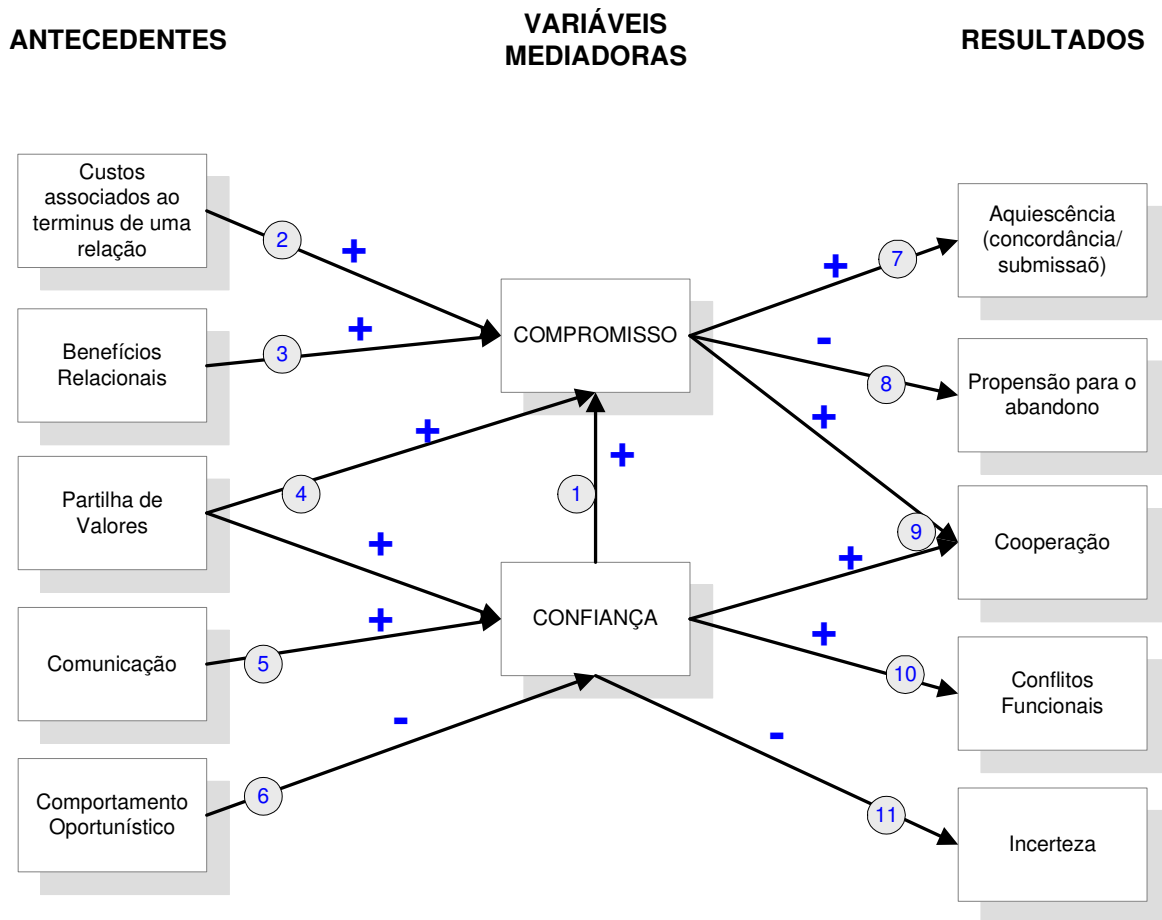 ANTECEDENTES
VARIÁVEIS
MEDIADORAS
RESULTADOS
Custos
associados ao
terminus de uma
relação
Benefícios
Relacionais
Partilha de
Valores
Comunicação
Comportamento
Oportunístico
2
+
3
+
4
+
+
5
+
6
-
COMPROMISSO
1
+
CONFIANÇA
+
7
-
8
+
9
+
+
10
-
11
Aquiescência
(concordância/
submissaõ)
Propensão para o
abandono
Cooperação
Conflitos
Funcionais
Incerteza